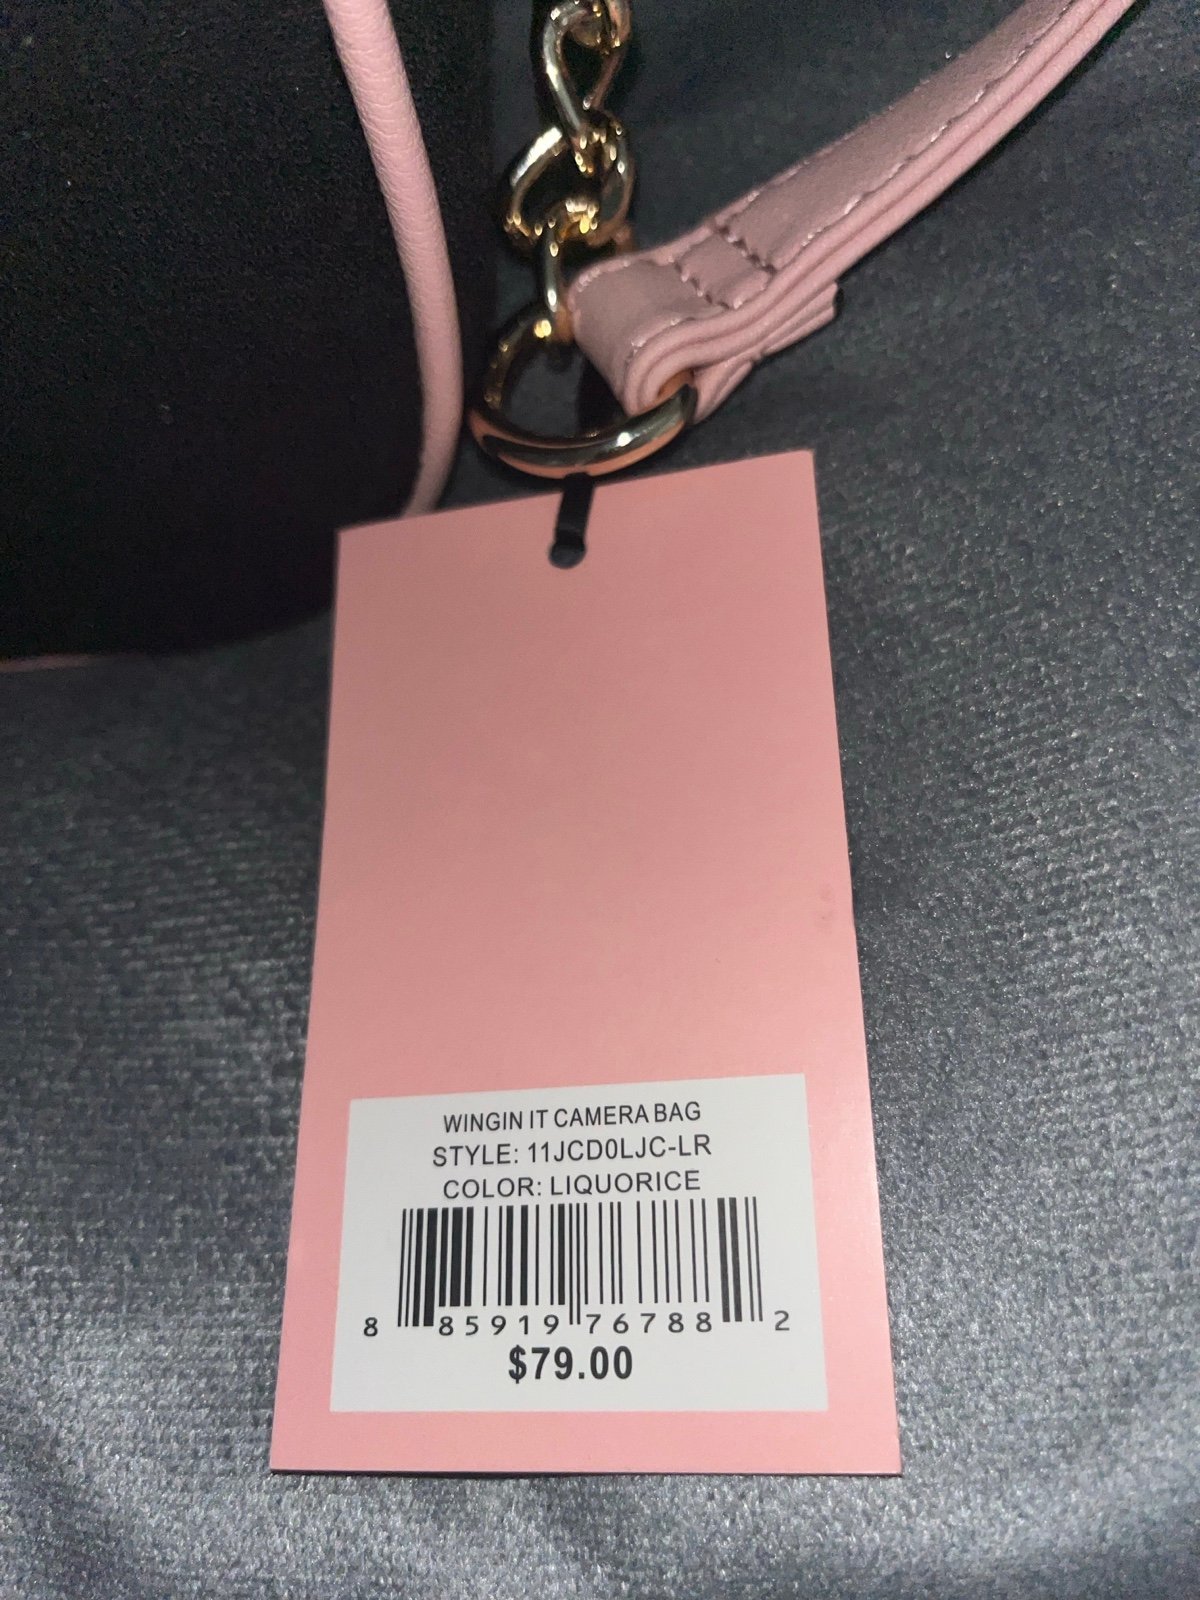 WINGIN IT CAMERA BAG
STYLE: 11JCD0LJC-LR
COLOR: LIQUORICE
8 85919 76788 2
$79.00